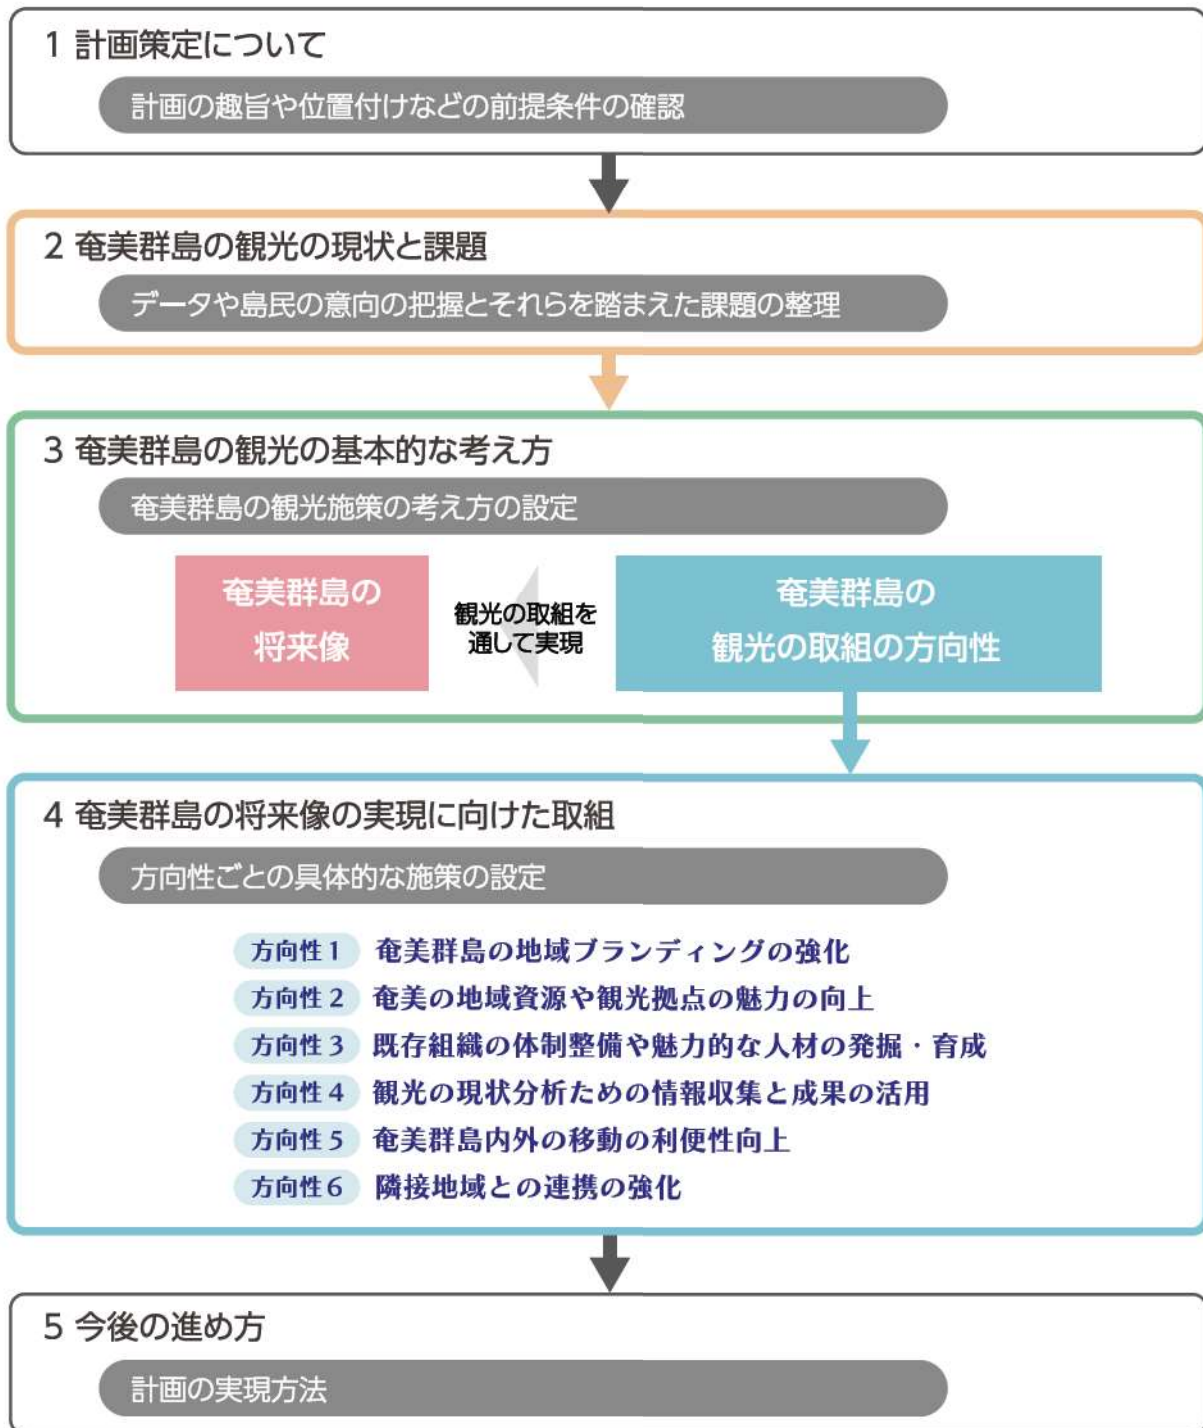 1 計画策定について
計画の趣旨や位置付けなどの前提条件の確認
2 奄美群島の観光の現状と課題
データや島民の意向の把握とそれらを踏まえた課題の整理
3 奄美群島の観光の基本的な考え方
奄美群島の観光施策の考え方の設定
奄美群島の
将来像
観光の取組を
通して実現
奄美群島の
観光の取組の方向性
4 奄美群島の将来像の実現に向けた取組
方向性ごとの具体的な施策の設定
方向性1 奄美群島の地域ブランディングの強化
方向性2 奄美の地域資源や観光拠点の魅力の向上
方向性3 既存組織の体制整備や魅力的な人材の発掘・育成
方向性4 観光の現状分析ための情報収集と成果の活用
方向性5 奄美群島内外の移動の利便性向上
方向性6 隣接地域との連携の強化
5 今後の進め方
計画の実現方法